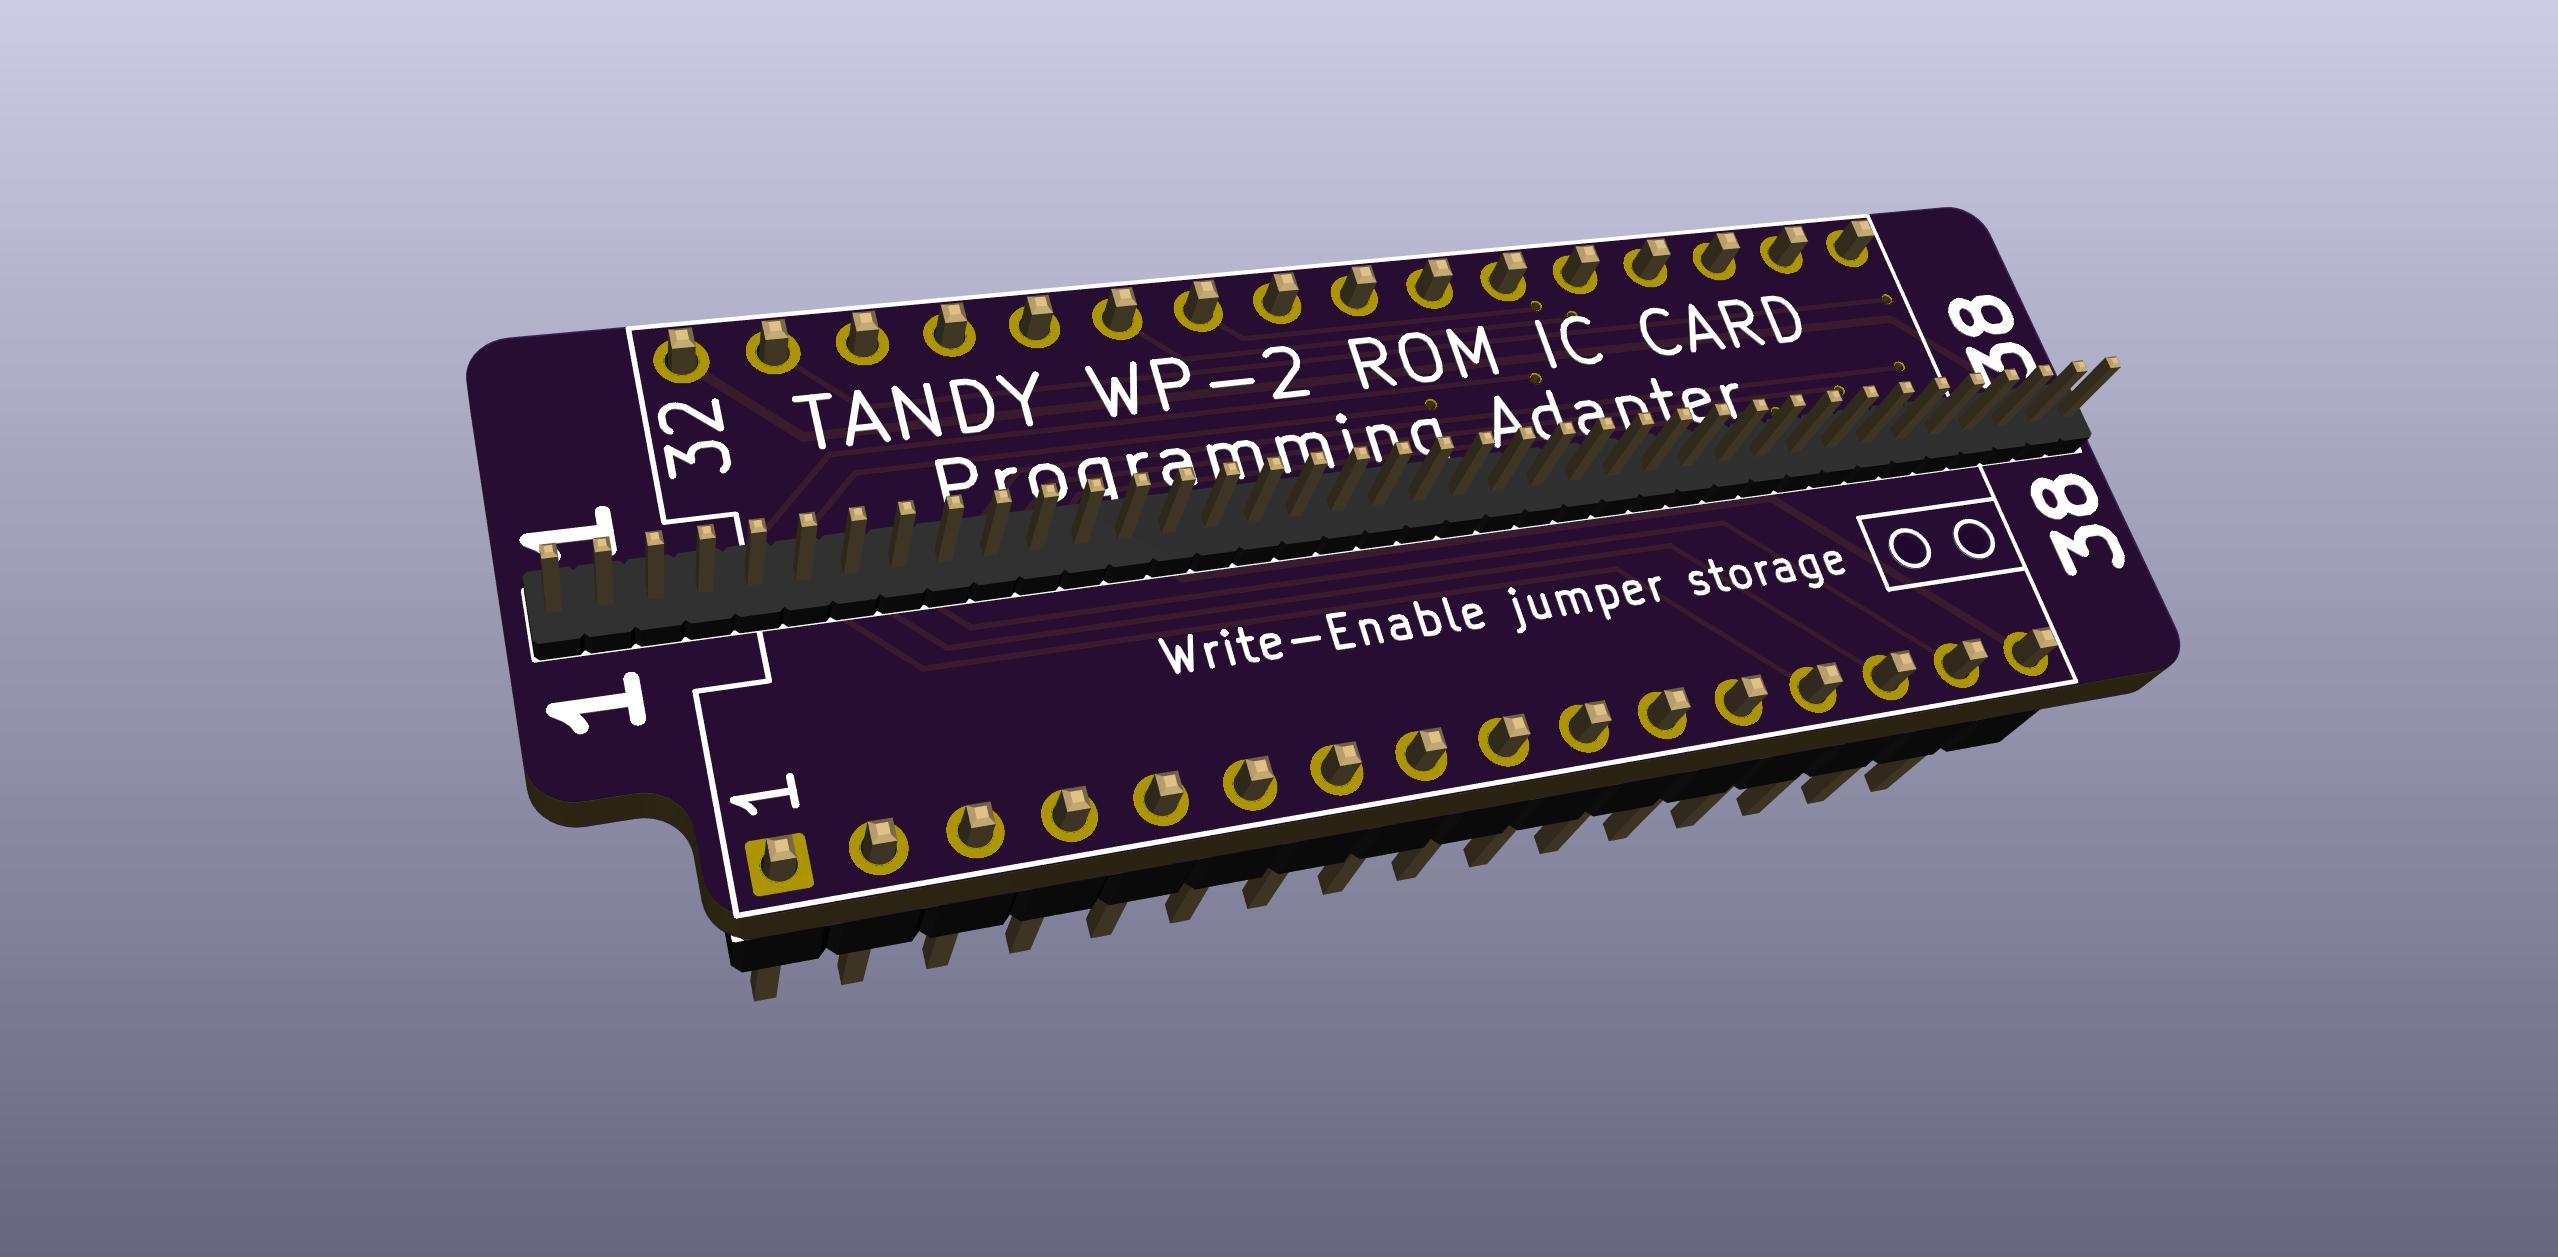 38
32
TANDY WP-2 ROM IC CARD
Programming Adapter
1
38
Write-Enable jumper storage
1
1